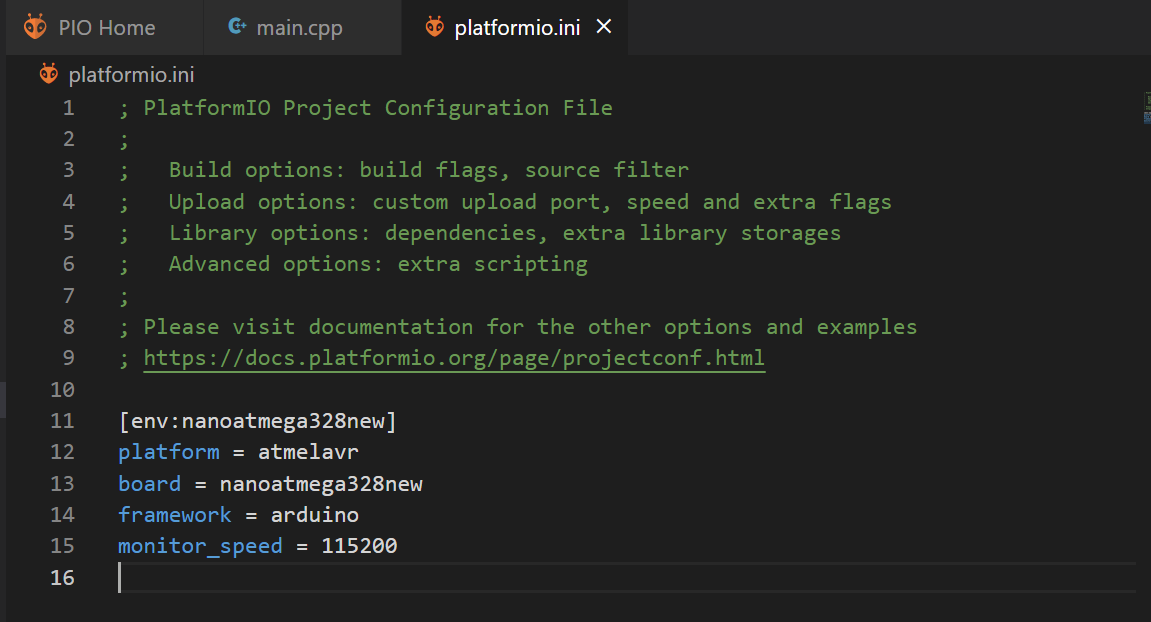 PIO Home
main.cpp
platformio.ini
platformio.ini
1 ; PlatformIO Project Configuration File
2 ;
3 ;   Build options: build flags, source filter
4 ;   Upload options: custom upload port, speed and extra flags
5 ;   Library options: dependencies, extra library storages
6 ;   Advanced options: extra scripting
7 ;
8 ; Please visit documentation for the other options and examples
9 ; https://docs.platformio.org/page/projectconf.html
10
11 [env:nanoatmega328new]
12 platform = atmelavr
13 board = nanoatmega328new
14 framework = arduino
15 monitor_speed = 115200
16